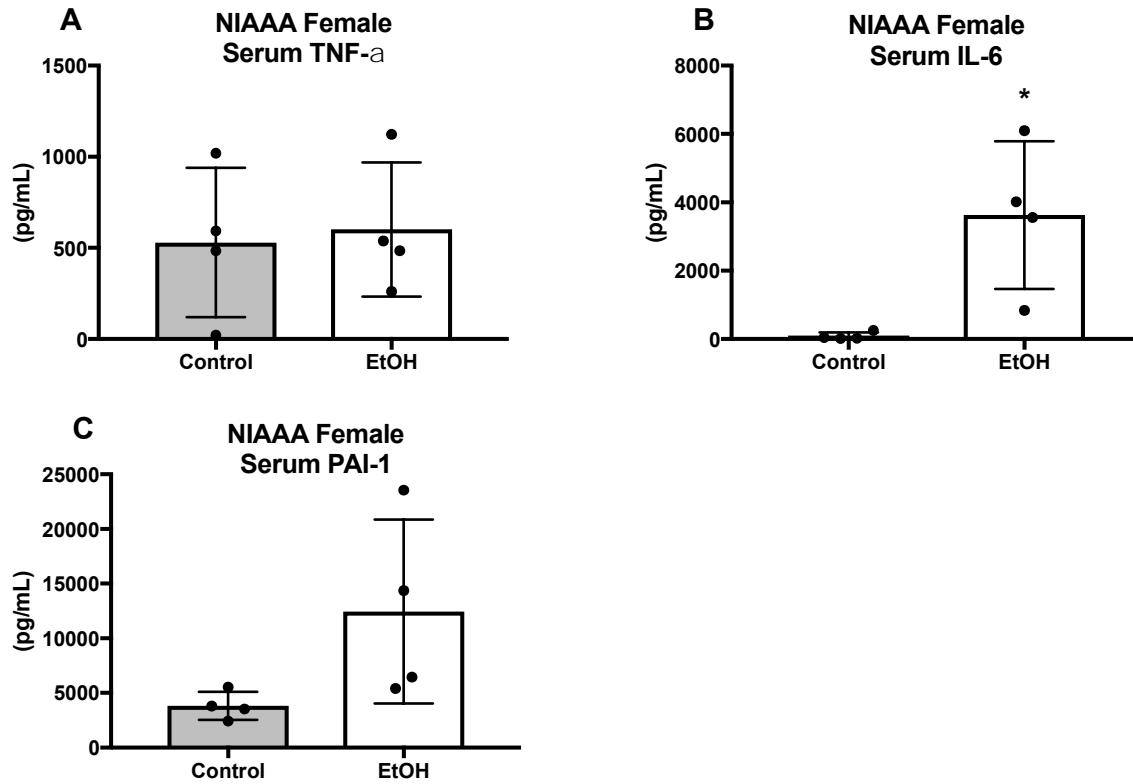 A
NIAAA Female
Serum TNF-a
(pg/mL)
1500
1000
500
0
Control
EtOH
B
NIAAA Female
Serum IL-6
(pg/mL)
8000
6000
4000
2000
0
*
Control
EtOH
C
NIAAA Female
Serum PAI-1
(pg/mL)
25000
20000
15000
10000
5000
0
Control
EtOH